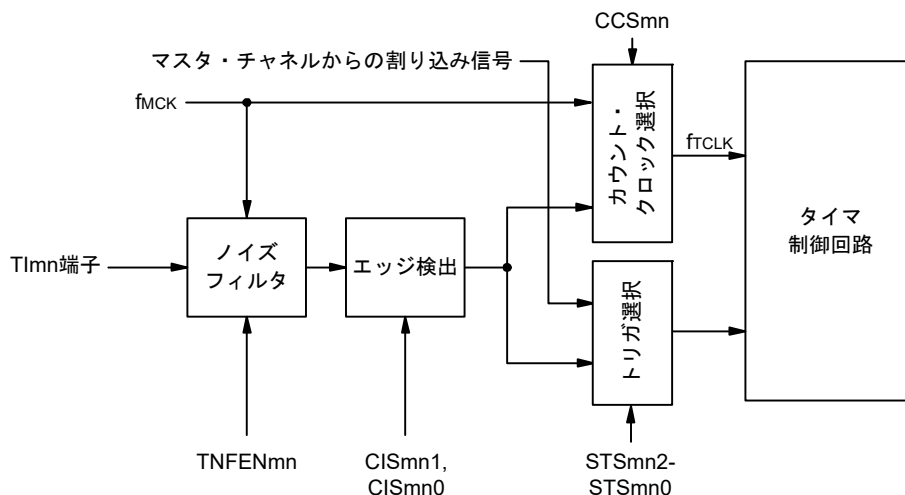 CCSmn
マスタ・チャネルからの割り込み信号
fMCK
カウント・
クロック選択
fTCLK
タイマ
制御回路
TImn端子
ノイズ
フィルタ
エッジ検出
トリガ選択
TNFENmn
CISmn1,
CISmn0
STSmn2-
STSmn0